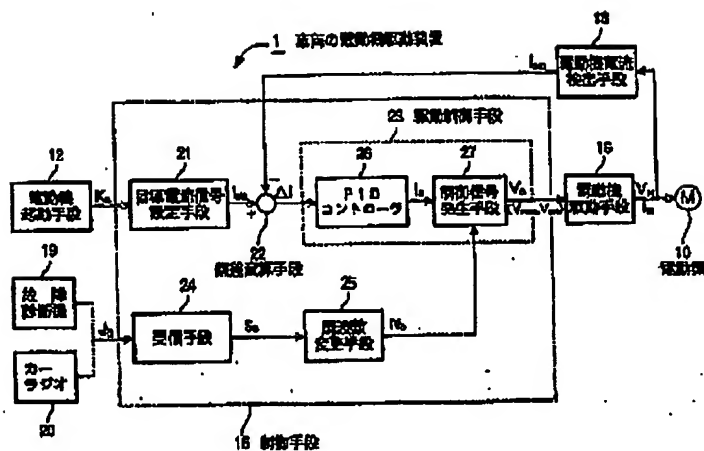 1 車両の電動機駆動装置
18
電動機電流
検出手段
23 駆動制御手段
12
電動機
起動手段
21
目標電流信号
設定手段
22
偏差演算手段
ΔI
26
PID
コントローラ
27
制御信号
発生手段
16
電動機
駆動手段
M
10
電動機
19
故障
診断機
カー
ラジオ
20
24
受信手段
25
周波数
変更手段
制御手段